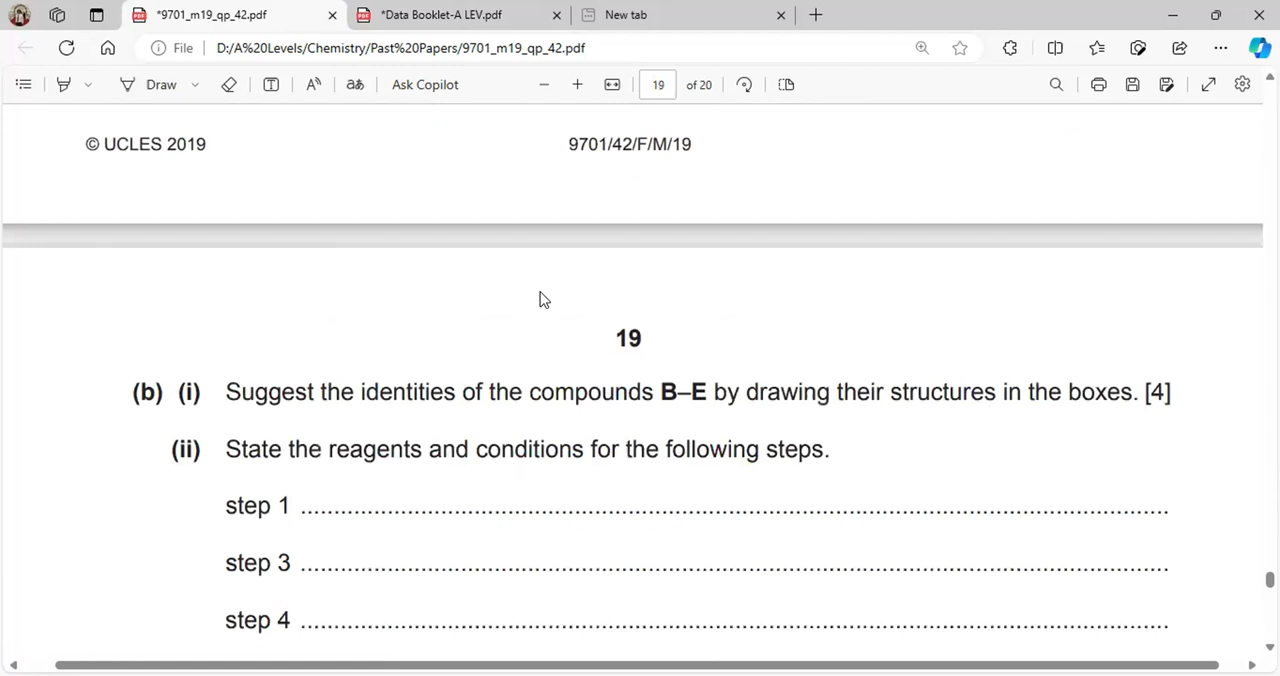 *9701_m19_qp_42.pdf
*Data Booklet-A LEV.pdf
New tab
File
D:/A%20Levels/Chemistry/Past%20Papers/9701_m19_qp_42.pdf
Draw
Ask Copilot
19
of 20
© UCLES 2019
9701/42/F/M/19
19
(b) (i) Suggest the identities of the compounds B–E by drawing their structures in the boxes. [4]
(ii) State the reagents and conditions for the following steps.
step 1 ........................................................................................................
step 3 ........................................................................................................
step 4 ........................................................................................................